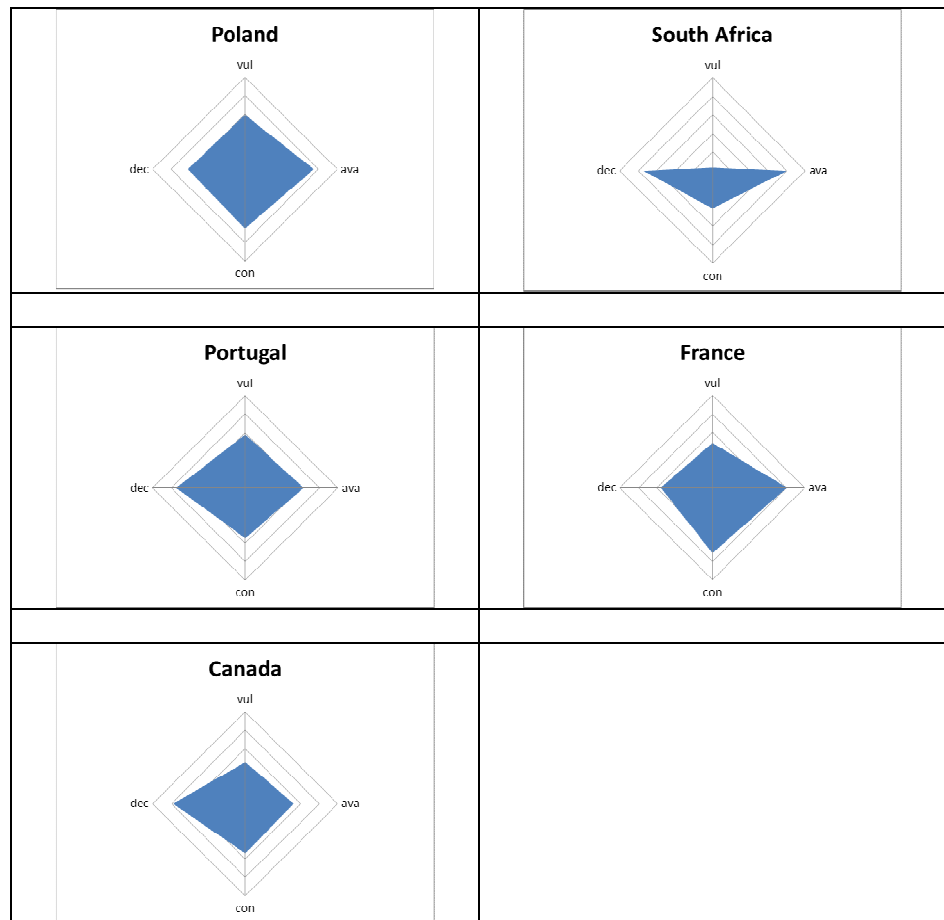 Poland
vul
dec
ava
con
South Africa
vul
dec
ava
con
Portugal
vul
dec
ava
con
France
vul
dec
ava
con
Canada
vul
dec
ava
con